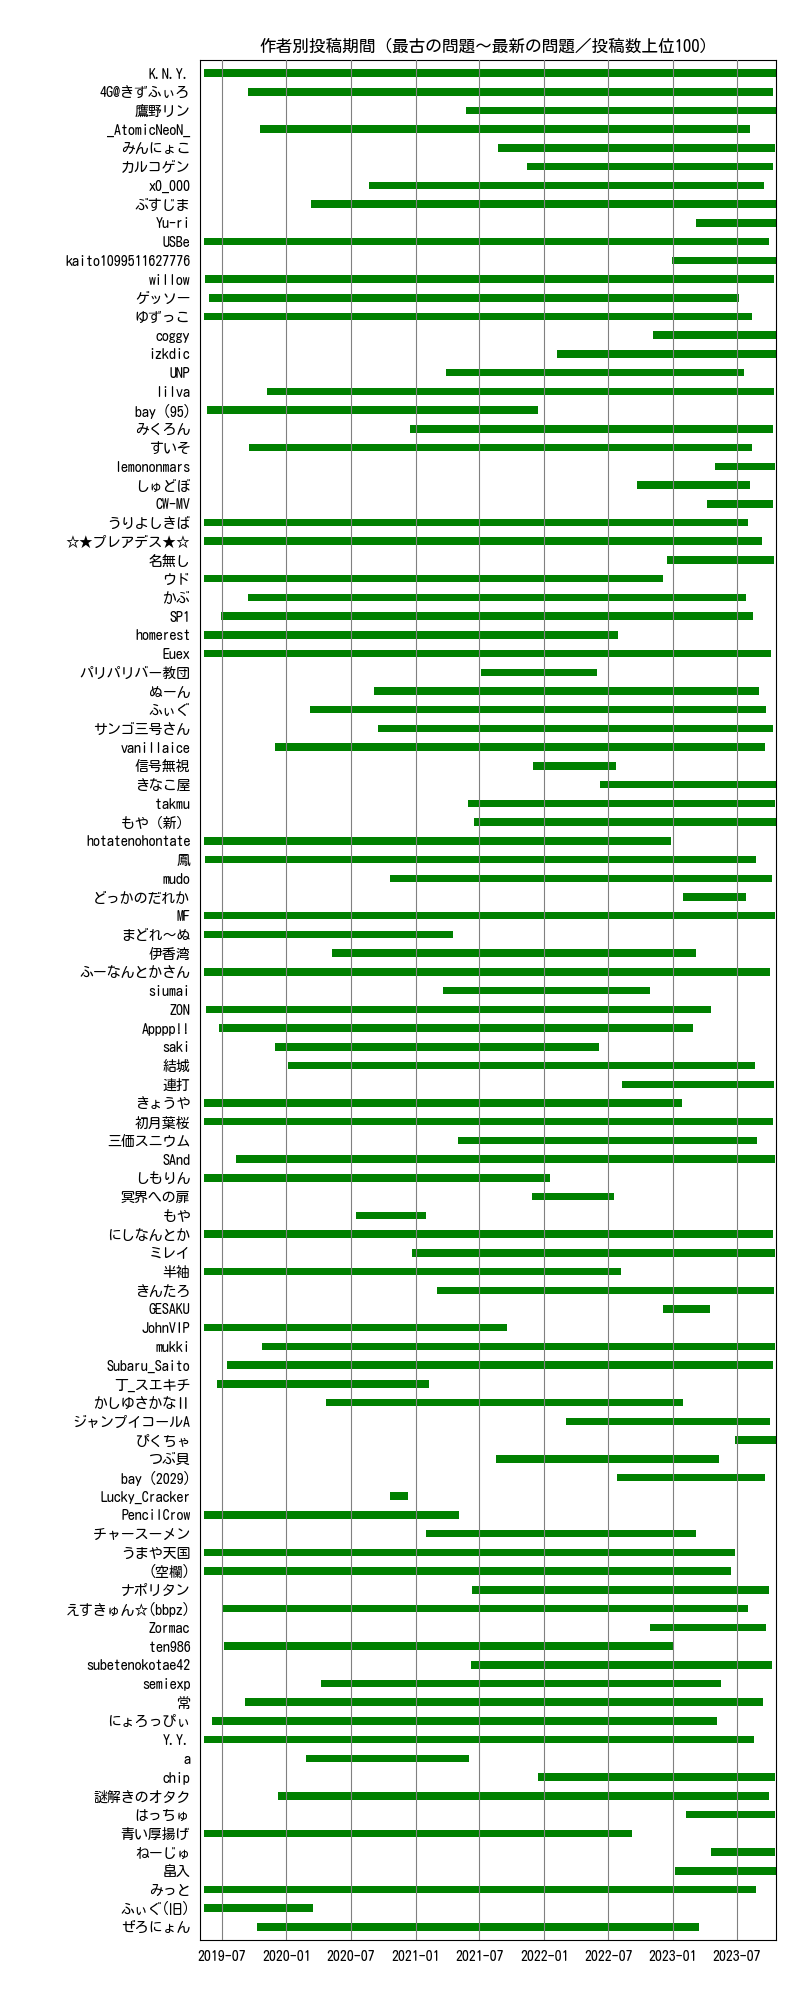 作者別投稿期間（最古の問題～最新の問題／投稿数上位100）
K.N.Y.
4G@きずふぃろ
鷹野リン
_AtomicNeoN_
みんにょこ
カルコゲン
x0_000
ぶすじま
Yu-ri
USBe
kaito1099511627776
willow
ゲッソー
ゆずっこ
coggy
izkdic
UNP
lilva
bay (95)
みくろん
すいそ
lemononmars
しゅどぼ
CW-MV
うりよしきば
☆★プレアデス★☆
名無し
ウド
かぶ
SP1
homerest
Euex
パリパリバー教団
ぬーん
ふぃぐ
サンゴ三号さん
vanillaice
信号無視
きなこ屋
takmu
もや（新）
hotatenohontate
鳳
mudo
どっかのだれか
MF
まどれ～ぬ
伊香湾
ふーなんとかさん
siumai
ZON
Appppll
saki
結城
連打
きょうや
初月葉桜
三価スニウム
SAnd
しもりん
冥界への扉
もや
にしなんとか
ミレイ
半袖
きんたろ
GESAKU
JohnVIP
mukki
Subaru_Saito
丁_スエキチ
かしゆさかなII
ジャンプイコールA
ぴくちゃ
つぶ貝
bay (2029)
Lucky_Cracker
PencilCrow
チャースーメン
うまや天国
(空欄)
ナポリタン
えすきゅん☆(bbpz)
Zormac
ten986
subetenokotae42
semiexp
常
にょろっぴぃ
Y.Y.
a
chip
謎解きのオタク
はっちゅ
青い厚揚げ
ねーじゅ
畠入
みっと
ふぃぐ(旧)
ぜろにょん
2019-07 2020-01 2020-07 2021-01 2021-07 2022-01 2022-07 2023-01 2023-07